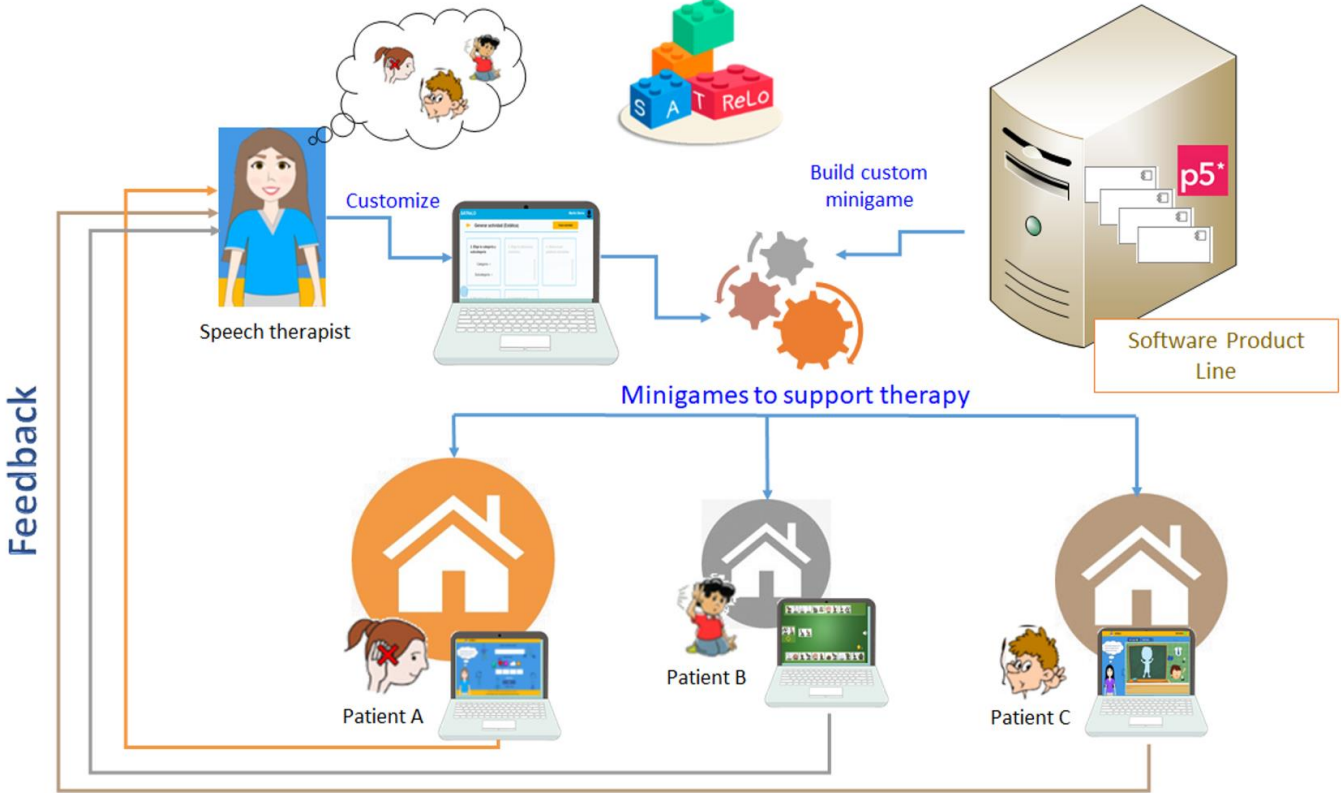 S A T ReLo
p5*
Build custom
minigame
Customize
Speech therapist
Software Product
Line
Minigames to support therapy
Feedback
Patient A
Patient B
Patient C